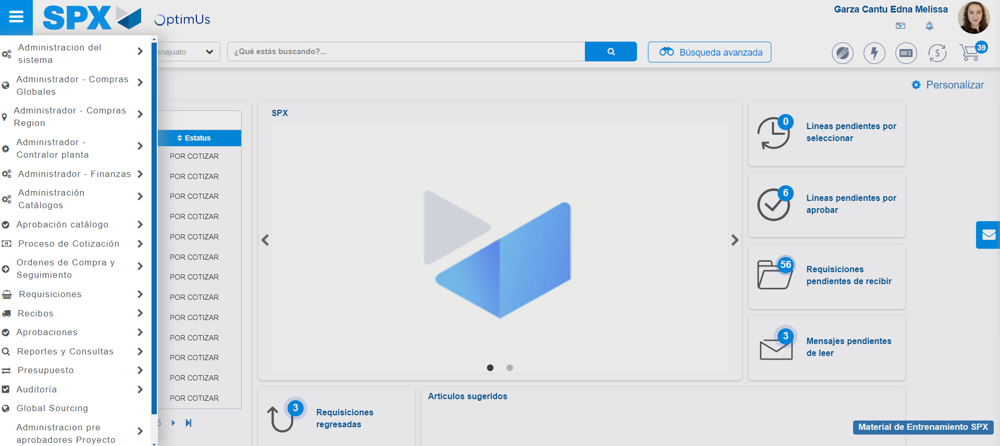 SPX
OptimUs
Garza Cantu Edna Melissa
anajuato
¿Qué estás buscando?...
Búsqueda avanzada
39
Personalizar
Administracion del
sistema
Administrador - Compras
Globales
Administrador - Compras
Region
Administrador -
Contralor planta
Administrador - Finanzas
Administración
Catálogos
Aprobación catálogo
Proceso de Cotización
Ordenes de Compra y
Seguimiento
Requisiciones
Recibos
Aprobaciones
Reportes y Consultas
Presupuesto
Auditoría
Global Sourcing
Administracion pre
aprobadores Proyecto
Estatus
POR COTIZAR
POR COTIZAR
POR COTIZAR
POR COTIZAR
POR COTIZAR
POR COTIZAR
POR COTIZAR
POR COTIZAR
POR COTIZAR
POR COTIZAR
POR COTIZAR
POR COTIZAR
POR COTIZAR
5
SPX
0
Lineas pendientes por
seleccionar
6
Lineas pendientes por
aprobar
56
Requisiciones
pendientes de recibir
3
Mensajes pendientes
de leer
3
Requisiciones
regresadas
Artículos sugeridos
Material de Entrenamiento SPX